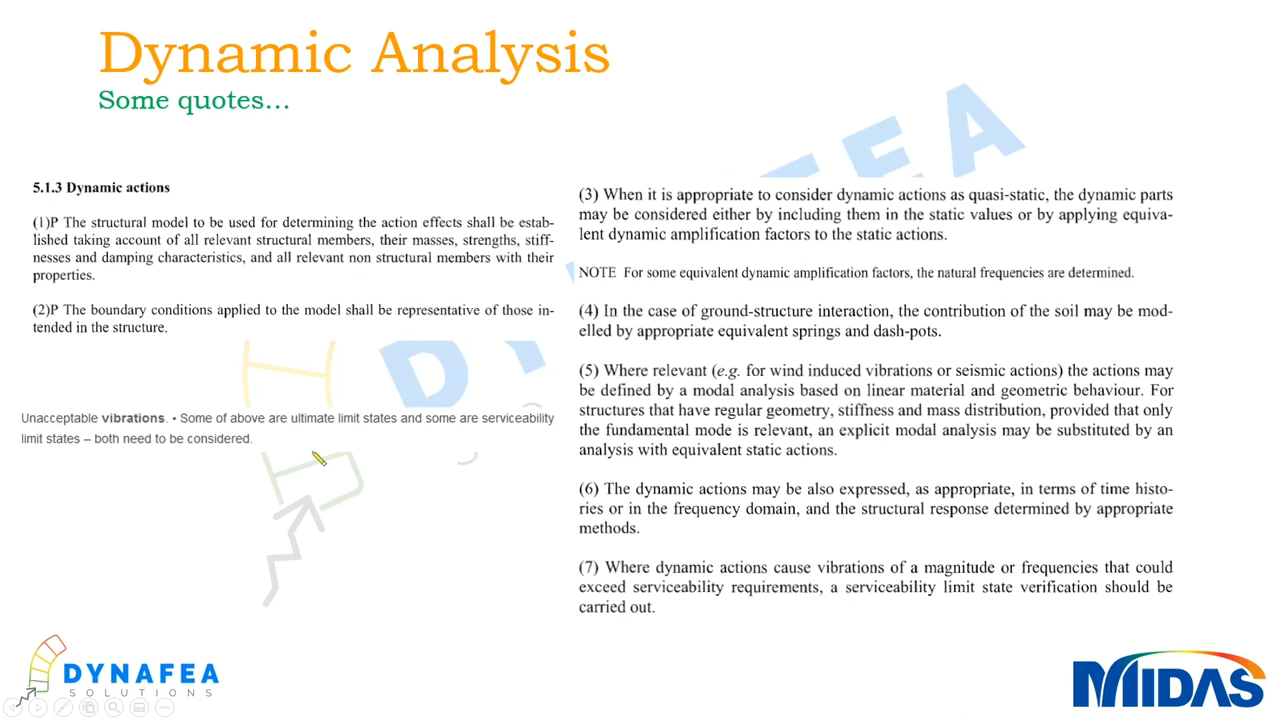 Dynamic Analysis
Some quotes…
5.1.3 Dynamic actions
(1)P The structural model to be used for determining the action effects shall be estab-
lished taking account of all relevant structural members, their masses, strengths, stiff-
nesses and damping characteristics, and all relevant non structural members with their
properties.
(2)P The boundary conditions applied to the model shall be representative of those in-
tended in the structure.
Unacceptable vibrations. • Some of above are ultimate limit states and some are serviceability
limit states – both need to be considered.
(3) When it is appropriate to consider dynamic actions as quasi-static, the dynamic parts
may be considered either by including them in the static values or by applying equiva-
lent dynamic amplification factors to the static actions.
NOTE For some equivalent dynamic amplification factors, the natural frequencies are determined.
(4) In the case of ground-structure interaction, the contribution of the soil may be mod-
elled by appropriate equivalent springs and dash-pots.
(5) Where relevant (e.g. for wind induced vibrations or seismic actions) the actions may
be defined by a modal analysis based on linear material and geometric behaviour. For
structures that have regular geometry, stiffness and mass distribution, provided that only
the fundamental mode is relevant, an explicit modal analysis may be substituted by an
analysis with equivalent static actions.
(6) The dynamic actions may be also expressed, as appropriate, in terms of time histo-
ries or in the frequency domain, and the structural response determined by appropriate
methods.
(7) Where dynamic actions cause vibrations of a magnitude or frequencies that could
exceed serviceability requirements, a serviceability limit state verification should be
carried out.
DYNAFEA
SOLUTIONS
MIDAS